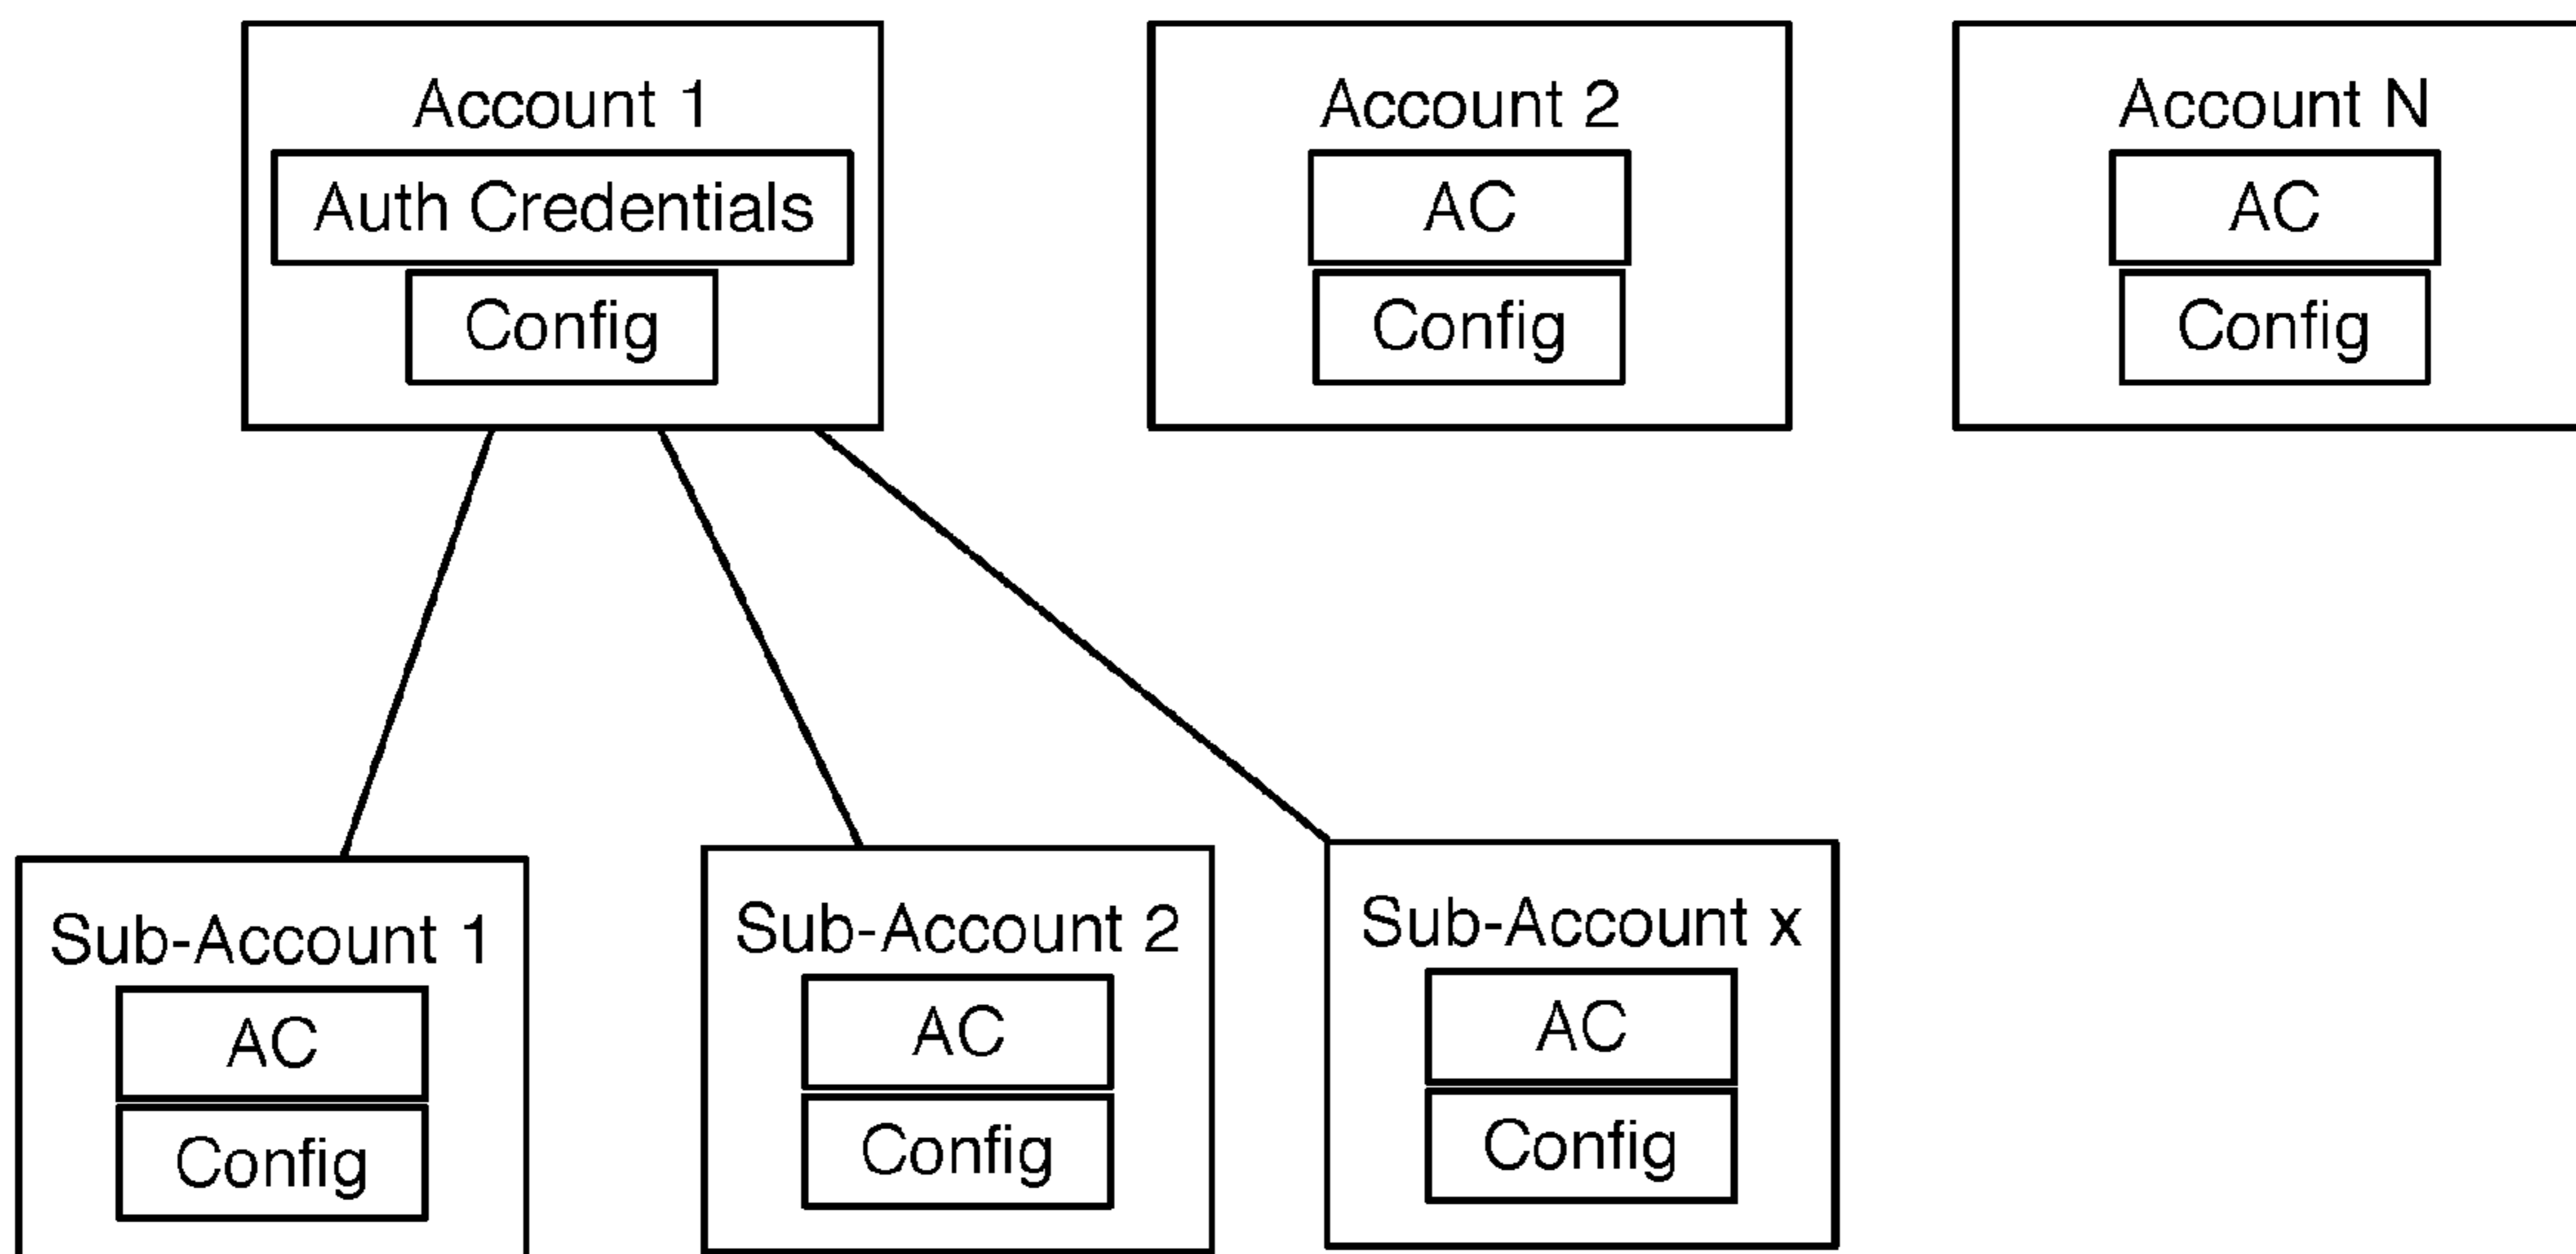 Account 1
Auth Credentials
Config
Account 2
AC
Config
Account N
AC
Config
Sub-Account 1
AC
Config
Sub-Account 2
AC
Config
Sub-Account x
AC
Config